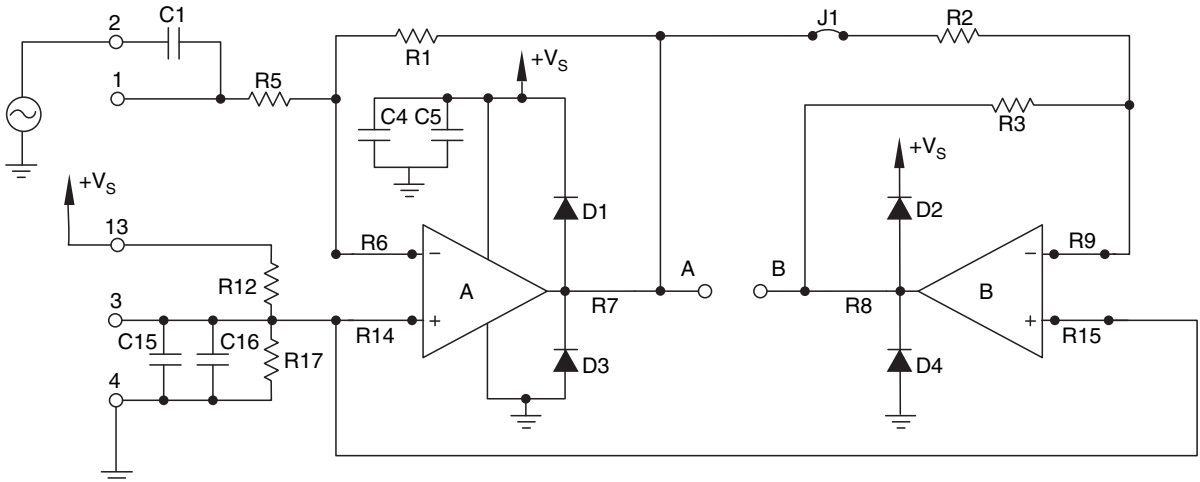 2
C1
J1
R2
R1
+VS
1
R5
C4
C5
R3
+VS
+VS
D1
D2
13
R6
−
−
R9
A
B
R12
A
R7
R8
B
3
R14
+
+
R15
C15
C16
R17
D3
D4
4